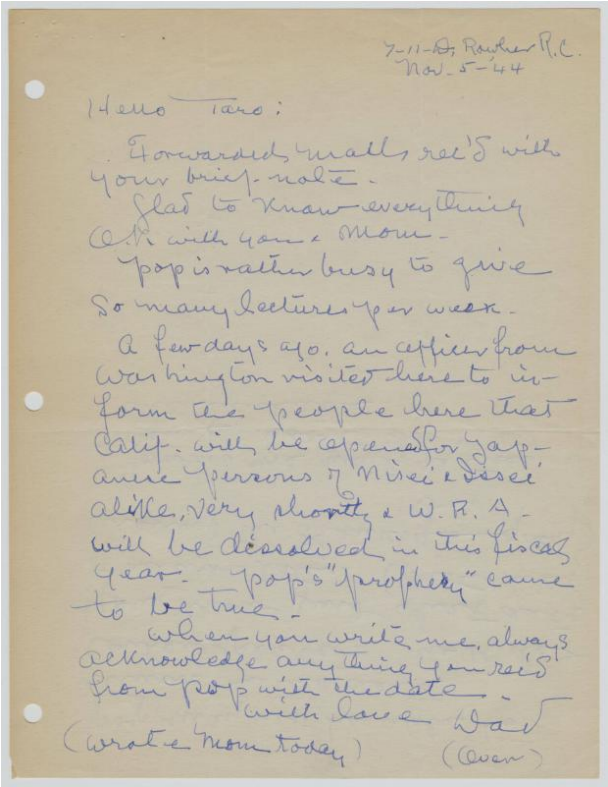 7-11-D, Rowher R.C.
Nov. 5-'44
Hello Taro:
Forwarded mails rec'd with
your brief note.
Glad to know everything
O.K. with you & Mom.
Pop is rather busy to give
so many lectures per week.
A few days ago, an officer from
Washington visited here to in-
form the people here that
Calif. will be opened for Jap-
anese persons of Nisei & Issei
alike, very shortly & W.R.A.
will be dissolved in this fiscal
year. Pop's "prophecy" came
to be true.
When you write me, always
acknowledge anything you rec'd
from Pop with the date.
With love Dad
(wrote Mom today)
(Over)